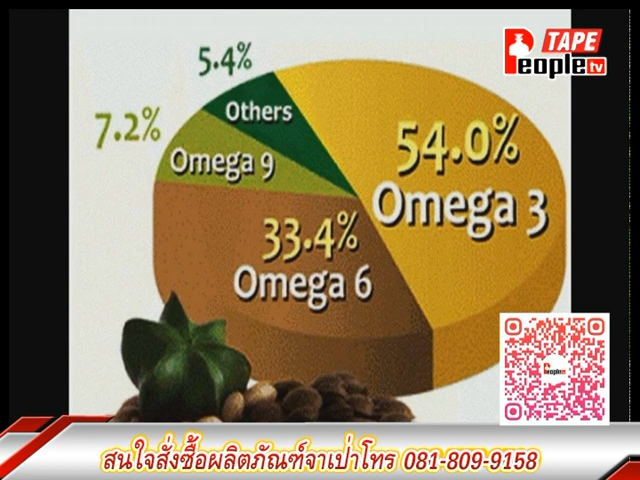 TAPE
People tv
5.4%
Others
7.2%
Omega 9
54.0%
Omega 3
33.4%
Omega 6
People tv
สนใจสั่งซื้อผลิตภัณฑ์จาเป่าโทร 081-809-9158